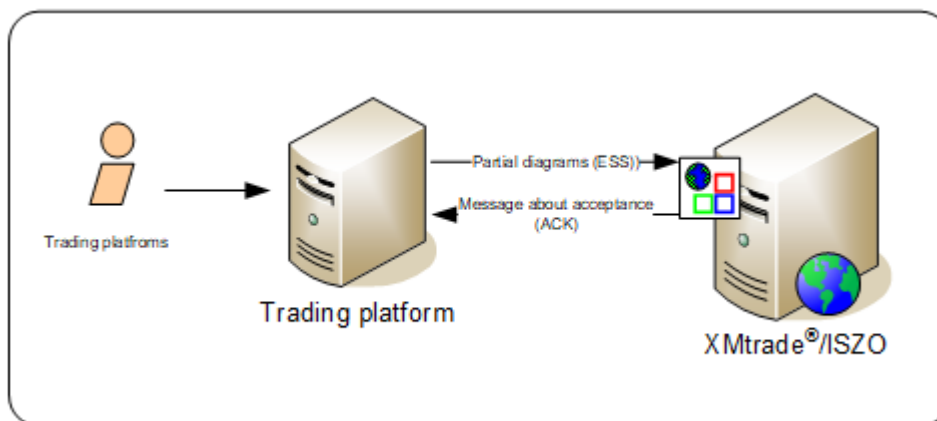 Partial diagrams (ESS))
Message about acceptance
(ACK)
Trading platfroms
Trading platform
XMtrade®/ISZO